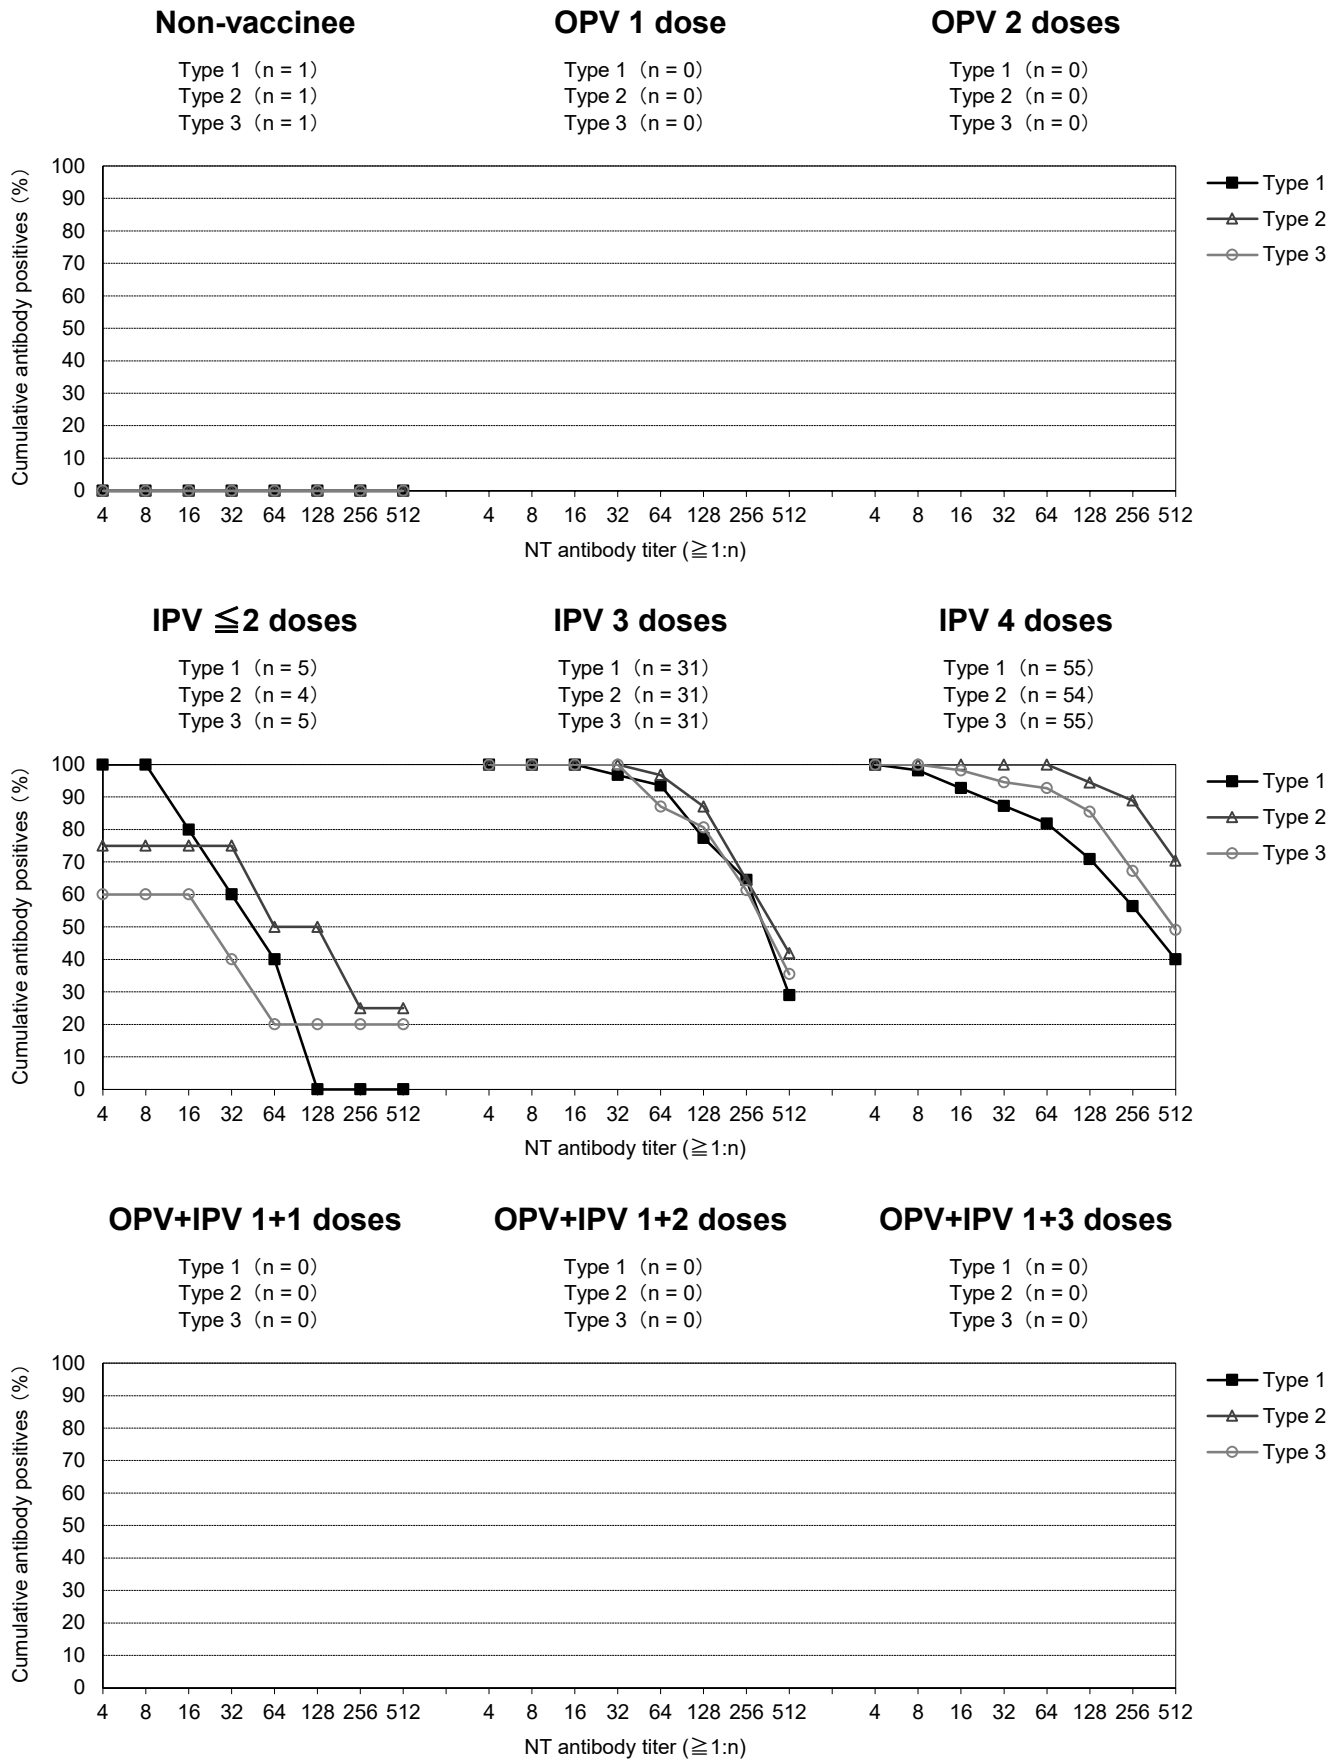 Non-vaccinee OPV 1 dose OPV 2 doses
Type 1（n = 1） Type 1（n = 0） Type 1（n = 0）
Type 2（n = 1） Type 2（n = 0） Type 2（n = 0）
Type 3（n = 1） Type 3（n = 0） Type 3（n = 0）
Cumulative antibody positives（%）
100
90
80
70
60
50
40
30
20
10
0
4 8 16 32 64 128 256 512 4 8 16 32 64 128 256 512 4 8 16 32 64 128 256 512
NT antibody titer (≧1:n)
Type 1
Type 2
Type 3
IPV ≦2 doses IPV 3 doses IPV 4 doses
Type 1（n = 5） Type 1（n = 31） Type 1（n = 55）
Type 2（n = 4） Type 2（n = 31） Type 2（n = 54）
Type 3（n = 5） Type 3（n = 31） Type 3（n = 55）
Cumulative antibody positives（%）
100
90
80
70
60
50
40
30
20
10
0
4 8 16 32 64 128 256 512 4 8 16 32 64 128 256 512 4 8 16 32 64 128 256 512
NT antibody titer (≧1:n)
Type 1
Type 2
Type 3
OPV+IPV 1+1 doses OPV+IPV 1+2 doses OPV+IPV 1+3 doses
Type 1（n = 0） Type 1（n = 0） Type 1（n = 0）
Type 2（n = 0） Type 2（n = 0） Type 2（n = 0）
Type 3（n = 0） Type 3（n = 0） Type 3（n = 0）
Cumulative antibody positives（%）
100
90
80
70
60
50
40
30
20
10
0
4 8 16 32 64 128 256 512 4 8 16 32 64 128 256 512 4 8 16 32 64 128 256 512
NT antibody titer (≧1:n)
Type 1
Type 2
Type 3